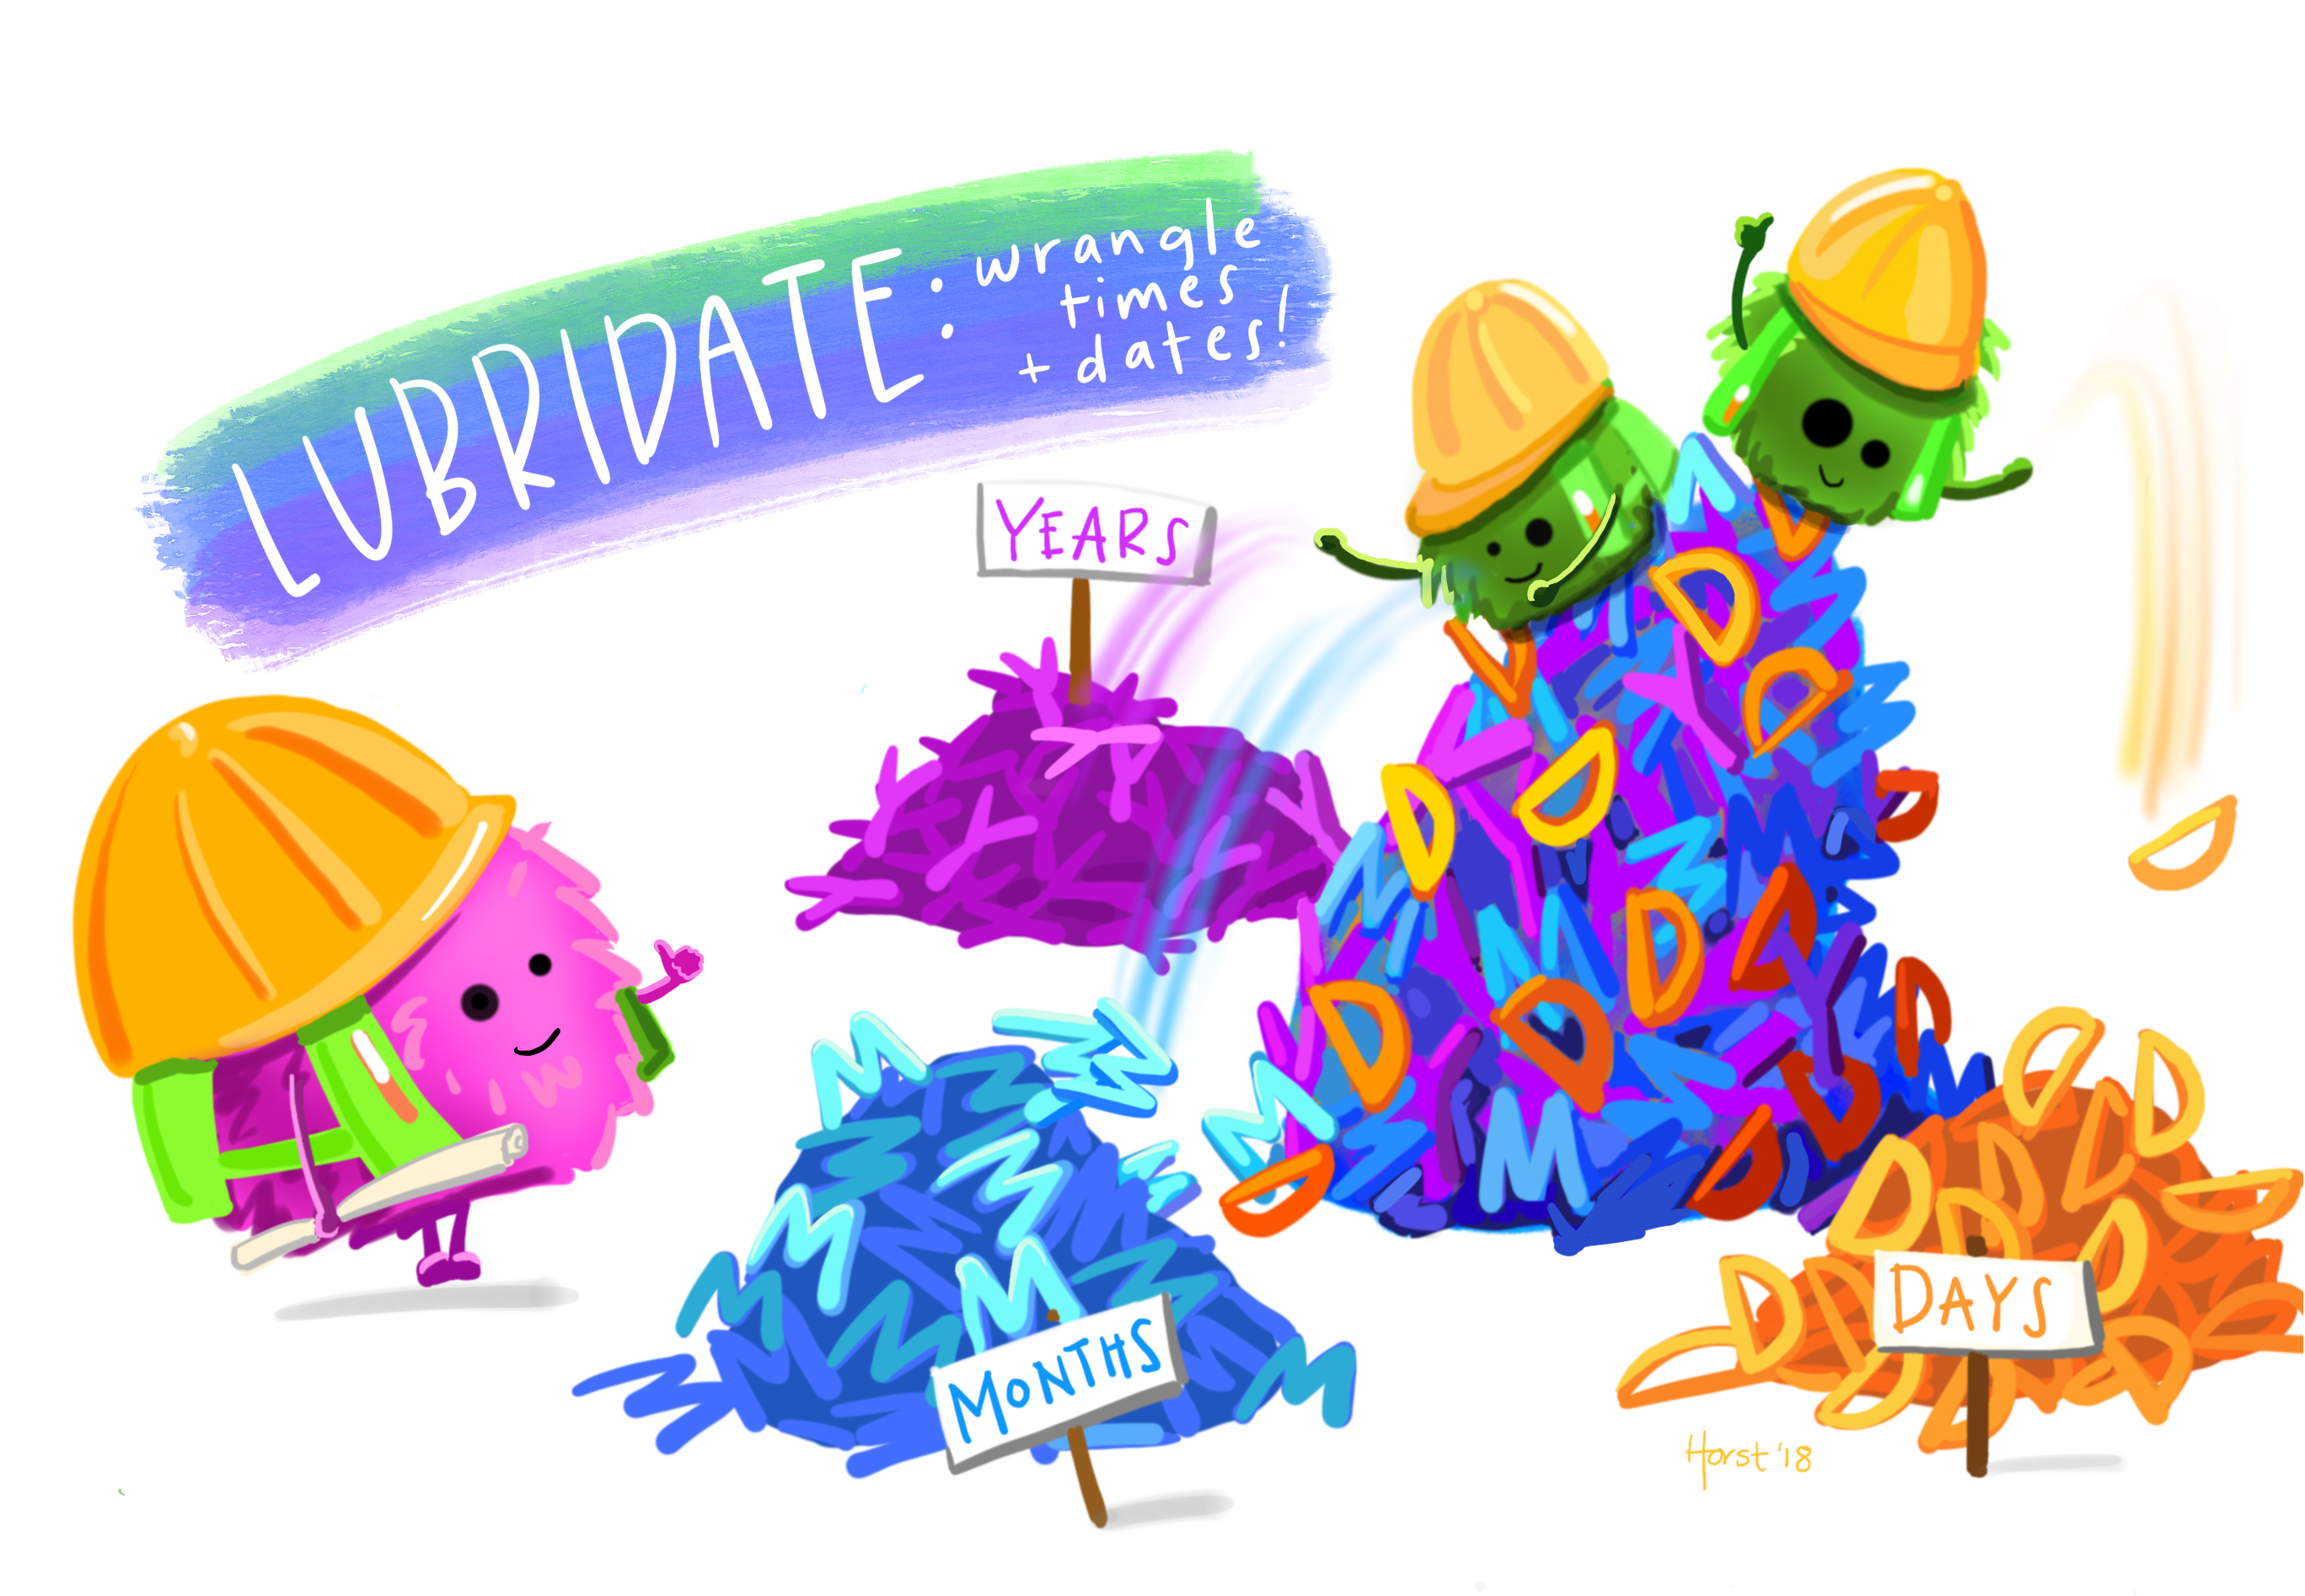 LUBRIDATE: wrangle
times
+ dates!
YEARS
MONTHS
DAYS
Horst '18